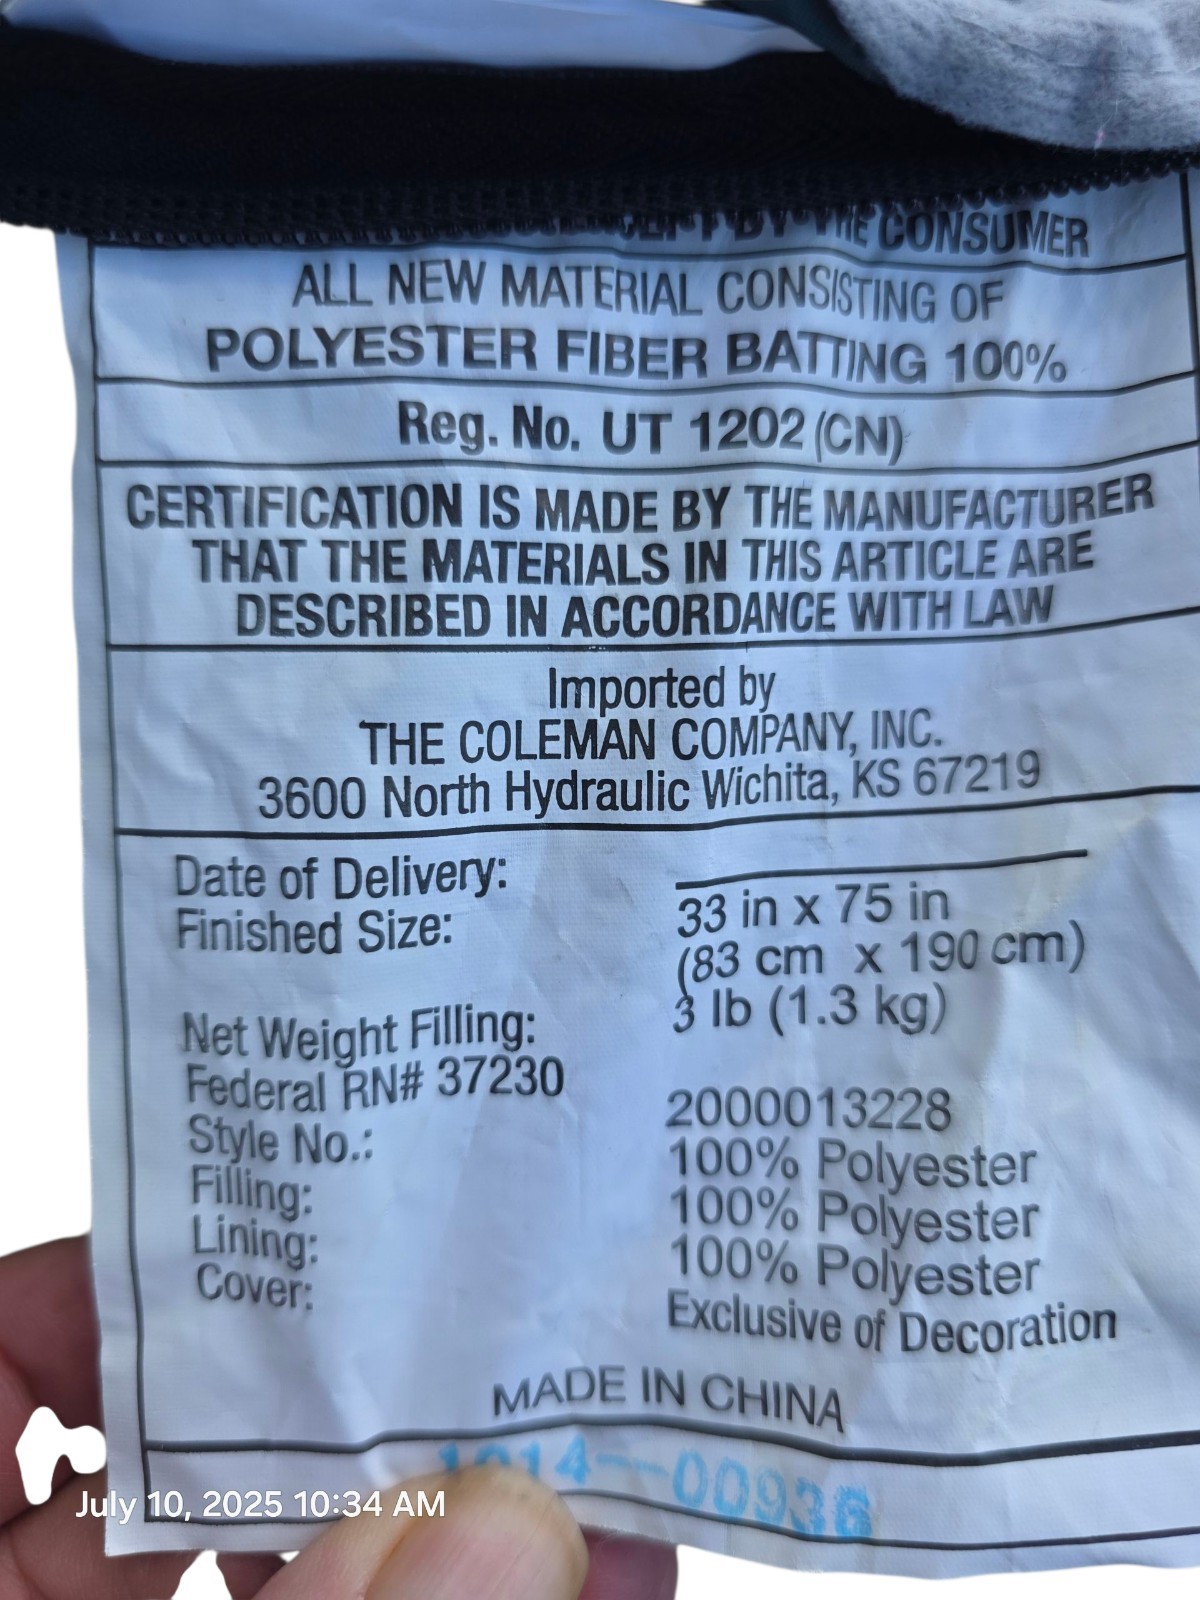 BY THE CONSUMER
ALL NEW MATERIAL CONSISTING OF
POLYESTER FIBER BATTING 100%
Reg. No. UT 1202 (CN)
CERTIFICATION IS MADE BY THE MANUFACTURER
THAT THE MATERIALS IN THIS ARTICLE ARE
DESCRIBED IN ACCORDANCE WITH LAW
Imported by
THE COLEMAN COMPANY, INC.
3600 North Hydraulic Wichita, KS 67219
Date of Delivery:
Finished Size: 33 in x 75 in
(83 cm x 190 cm)
Net Weight Filling: 3 lb (1.3 kg)
Federal RN# 37230
Style No.: 2000013228
Filling: 100% Polyester
Lining: 100% Polyester
Cover: 100% Polyester
Exclusive of Decoration
MADE IN CHINA
1014--00936
July 10, 2025 10:34 AM